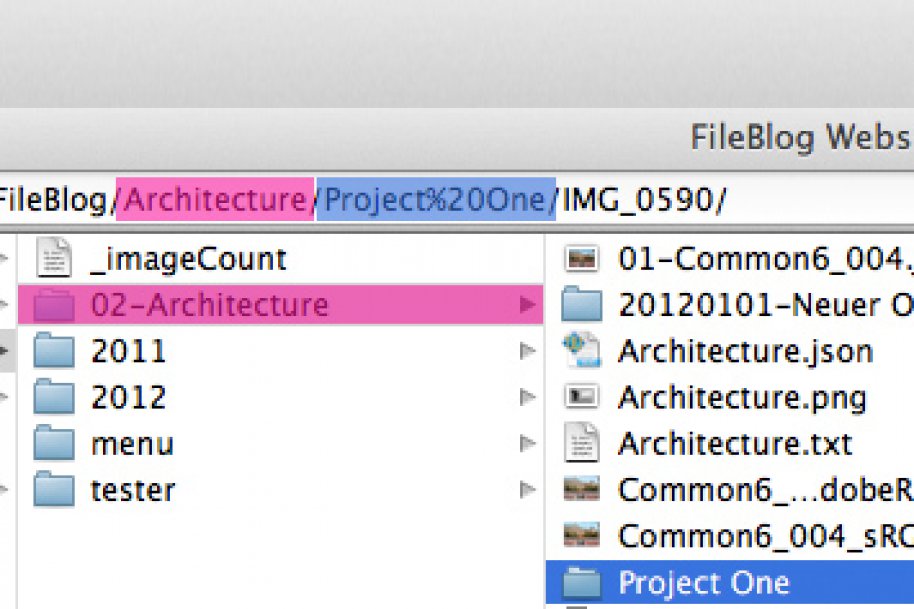 FileBlog Webs
FileBlog/Architecture/Project%20One/IMG_0590/
_imageCount
02-Architecture
2011
2012
menu
tester
01-Common6_004.
20120101-Neuer O
Architecture.json
Architecture.png
Architecture.txt
Common6_...dobeR
Common6_004_sRC
Project One